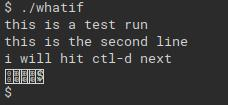 $ ./whatif
this is a test run
this is the second line
i will hit ctl-d next
$
$